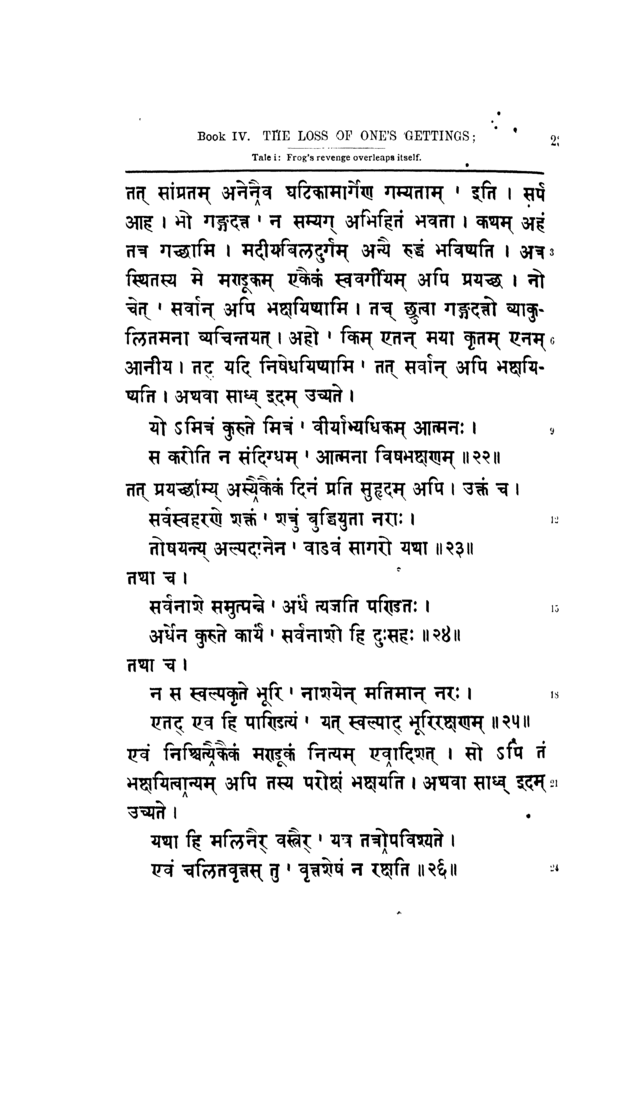 Book IV. THE LOSS OF ONE'S GETTINGS;
Tale i: Frog's revenge overleaps itself.
तत् सांप्रतम् अनेनैव घटिकामार्गेण गम्यताम् ' इति । सर्प
आह । भो गङ्गदत्त ' न सम्यग् अभिहितं भवता । कथम् अहं
तत्र गच्छामि । मदीयबिलदुर्गम् अन्यै रुद्धं भविष्यति । अत्र 3
स्थितस्य मे मण्डूकम् एकैकं स्ववर्गीयम् अपि प्रयच्छ । नो
चेत् ' सर्वान् अपि भक्षयिष्यामि । तच् छ्रुत्वा गङ्गदत्तो व्याकु-
लितमना व्यचिन्तयत् । अहो ' किम् एतन् मया कृतम् एनम् 6
आनीय । तद् यदि निषेधयिष्यामि ' तत् सर्वान् अपि भक्षयि-
ष्यति । अथवा साध्व् इदम् उच्यते ।
यो ऽमित्रं कुरुते मित्रं ' वीर्याभ्यधिकम् आत्मनः । 9
स करोति न संदिग्धम् ' आत्मना विषभक्षणम् ॥२२॥
तत् प्रयच्छाम्य् अस्यैकैकं दिनं प्रति सुहृदम् अपि । उक्तं च ।
सर्वस्वहरणे शक्तं ' शत्रुं बुद्धियुता नराः । 12
तोषयन्त्य् अल्पदानेन ' वाडवं सागरो यथा ॥२३॥
तथा च ।
सर्वनाशे समुत्पन्ने ' अर्धं त्यजति पण्डितः । 15
अर्धेन कुरुते कार्यं ' सर्वनाशो हि दुःसहः ॥२४॥
तथा च ।
न स स्वल्पकृते भूरि ' नाशयेन् मतिमान् नरः । 18
एतद् एव हि पाण्डित्यं ' यत् स्वल्पाद् भूरिरक्षणम् ॥२५॥
एवं निश्चित्यैकैकं मण्डूकं नित्यम् एवादिशत् । सो ऽपि तं
भक्षयित्वान्यम् अपि तस्य परोक्षं भक्षयति । अथवा साध्व् इदम् 21
उच्यते ।
यथा हि मलिनैर् वस्त्रैर् ' यत्र तत्रोपविश्यते ।
एवं चलितवृत्तस् तु ' वृत्तशेषं न रक्षति ॥२६॥ 24